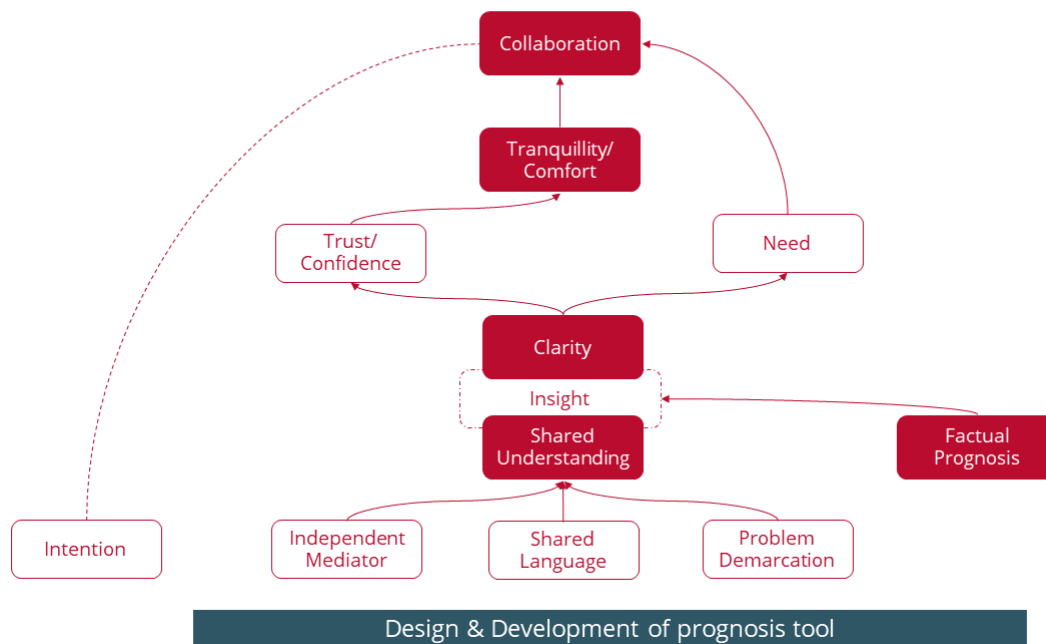 Collaboration
Tranquillity/
Comfort
Trust/
Confidence
Need
Clarity
Insight
Shared
Understanding
Factual
Prognosis
Intention
Independent
Mediator
Shared
Language
Problem
Demarcation
Design & Development of prognosis tool